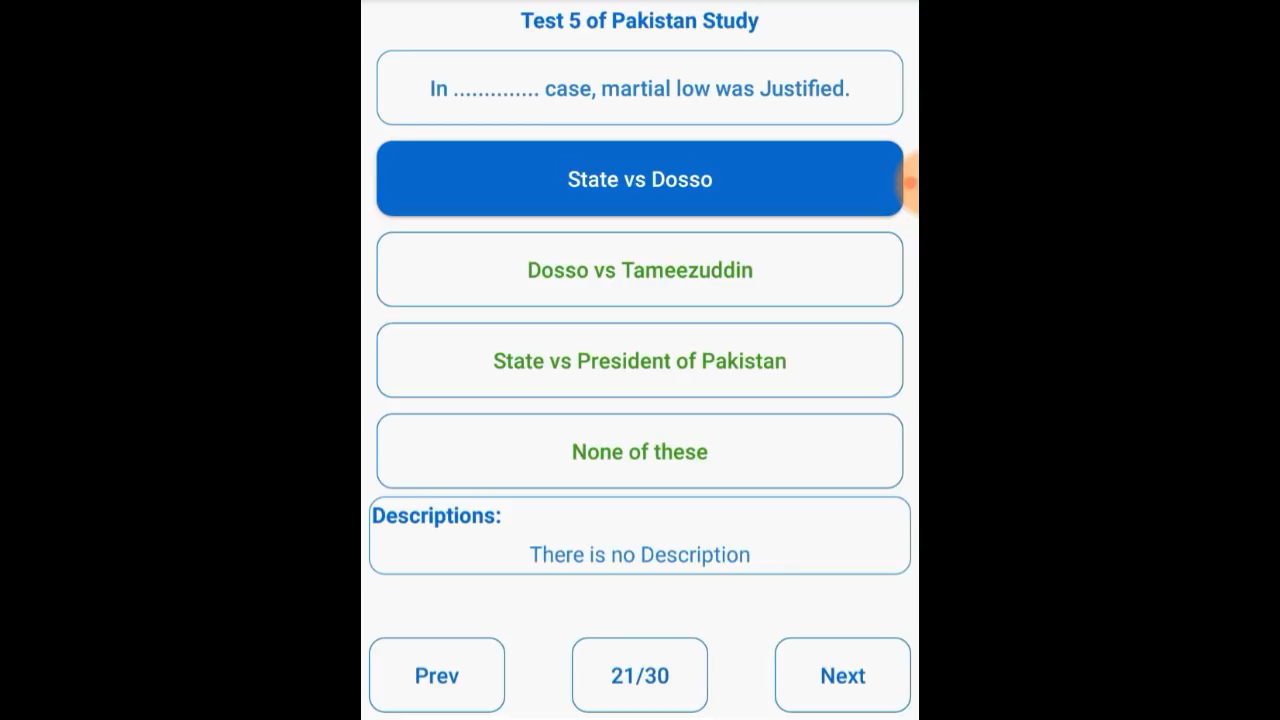 Test 5 of Pakistan Study
In .............. case, martial low was Justified.
State vs Dosso
Dosso vs Tameezuddin
State vs President of Pakistan
None of these
Descriptions:
There is no Description
Prev
21/30
Next